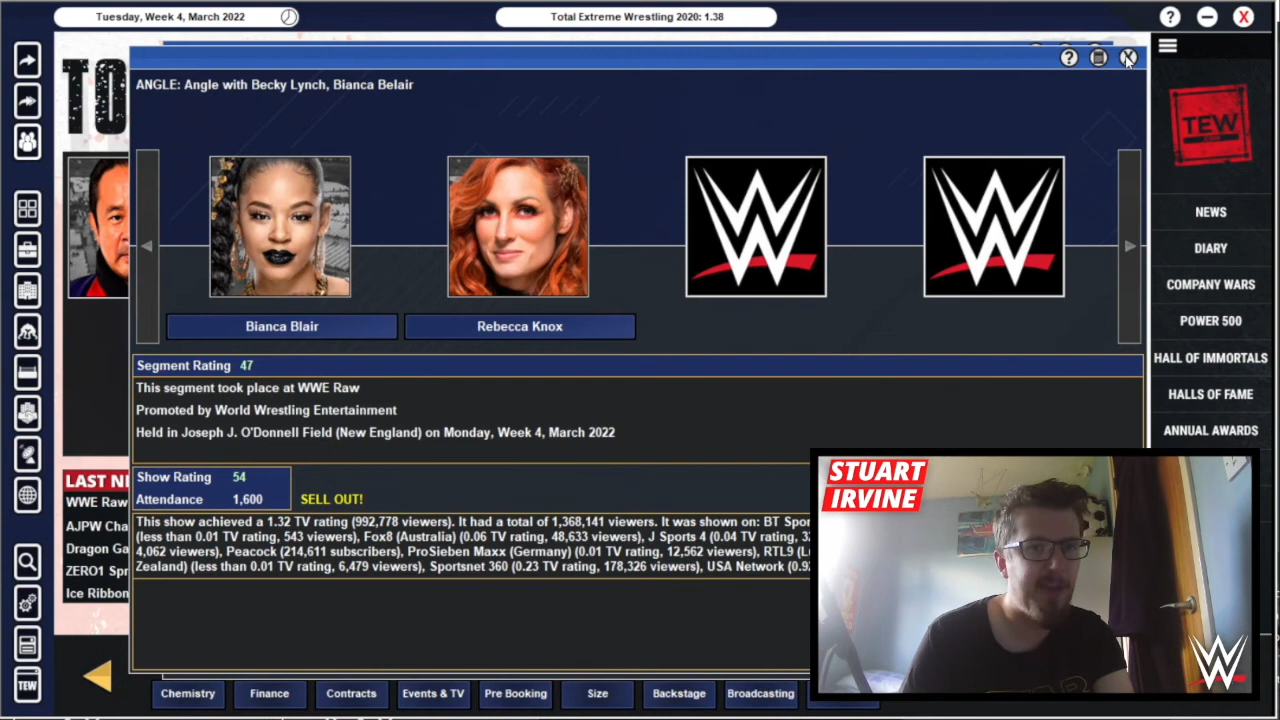 Tuesday, Week 4, March 2022
Total Extreme Wrestling 2020: 1.38
TO
ANGLE: Angle with Becky Lynch, Bianca Belair
TEW
NEWS
DIARY
COMPANY WARS
POWER 500
HALL OF IMMORTALS
HALLS OF FAME
ANNUAL AWARDS
Bianca Blair
Rebecca Knox
Segment Rating 47
This segment took place at WWE Raw
Promoted by World Wrestling Entertainment
Held in Joseph J. O'Donnell Field (New England) on Monday, Week 4, March 2022
Show Rating 54
Attendance 1,600
SELL OUT!
This show achieved a 1.32 TV rating (992,778 viewers). It had a total of 1,368,141 viewers. It was shown on: BT Spor
(less than 0.01 TV rating, 543 viewers), Fox8 (Australia) (0.06 TV rating, 48,633 viewers), J Sports 4 (0.04 TV rating, 32
4,062 viewers), Peacock (214,611 subscribers), ProSieben Maxx (Germany) (0.01 TV rating, 12,562 viewers), RTL9 (L
Zealand) (less than 0.01 TV rating, 6,479 viewers), Sportsnet 360 (0.23 TV rating, 178,326 viewers), USA Network (0.9
LAST NI
WWE Raw
AJPW Cha
Dragon Ga
ZERO1 Spr
Ice Ribbon
STUART
IRVINE
TEW
Chemistry
Finance
Contracts
Events & TV
Pre Booking
Size
Backstage
Broadcasting